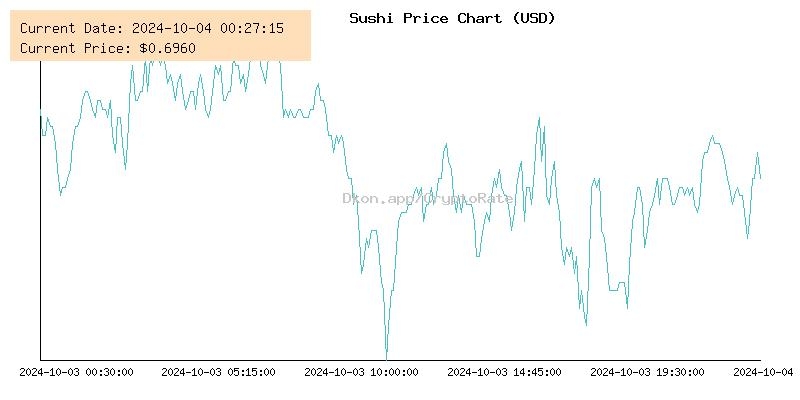 Sushi Price Chart (USD)
Current Date: 2024-10-04 00:27:15
Current Price: $0.6960
Dkon.app/CryptoRate
2024-10-03 00:30:00 2024-10-03 05:15:00 2024-10-03 10:00:00 2024-10-03 14:45:00 2024-10-03 19:30:00 2024-10-04